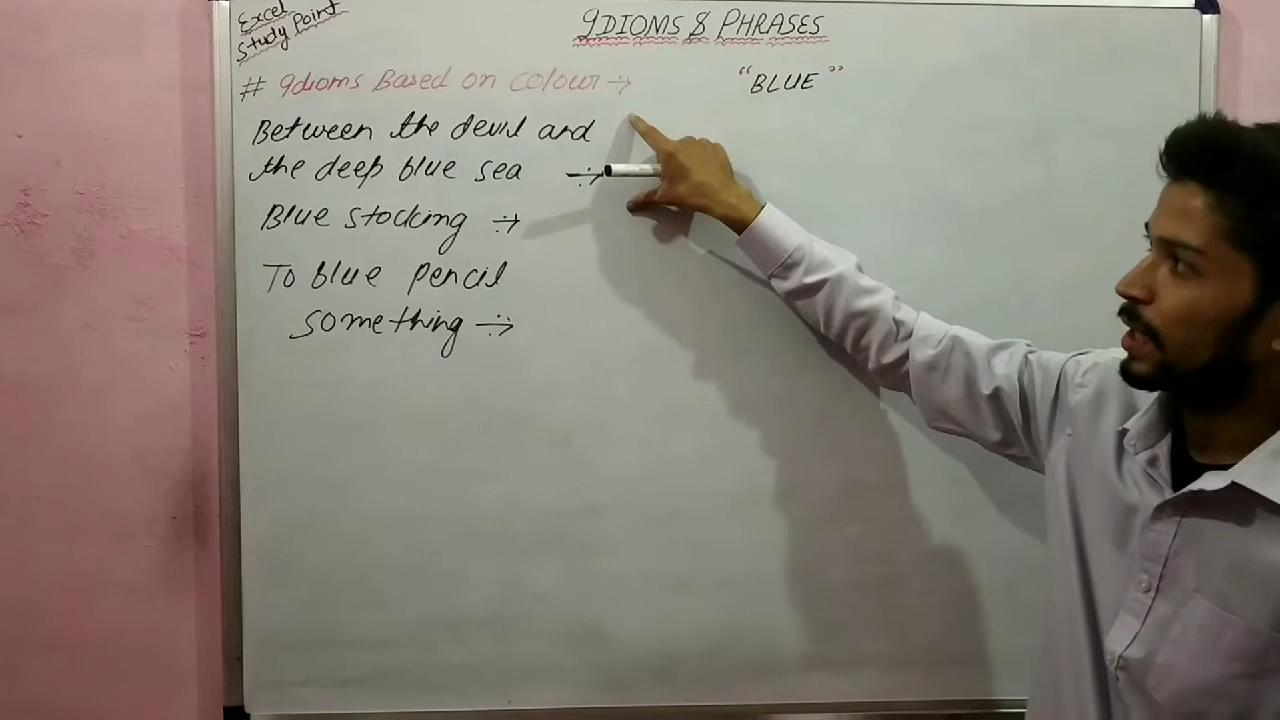 Excel
Study Point
IDIOMS & PHRASES
# Idioms Based on Colour ÷>
"BLUE"
Between the devil and
the deep blue sea ÷>
Blue stocking ÷>
To blue pencil
something ÷>